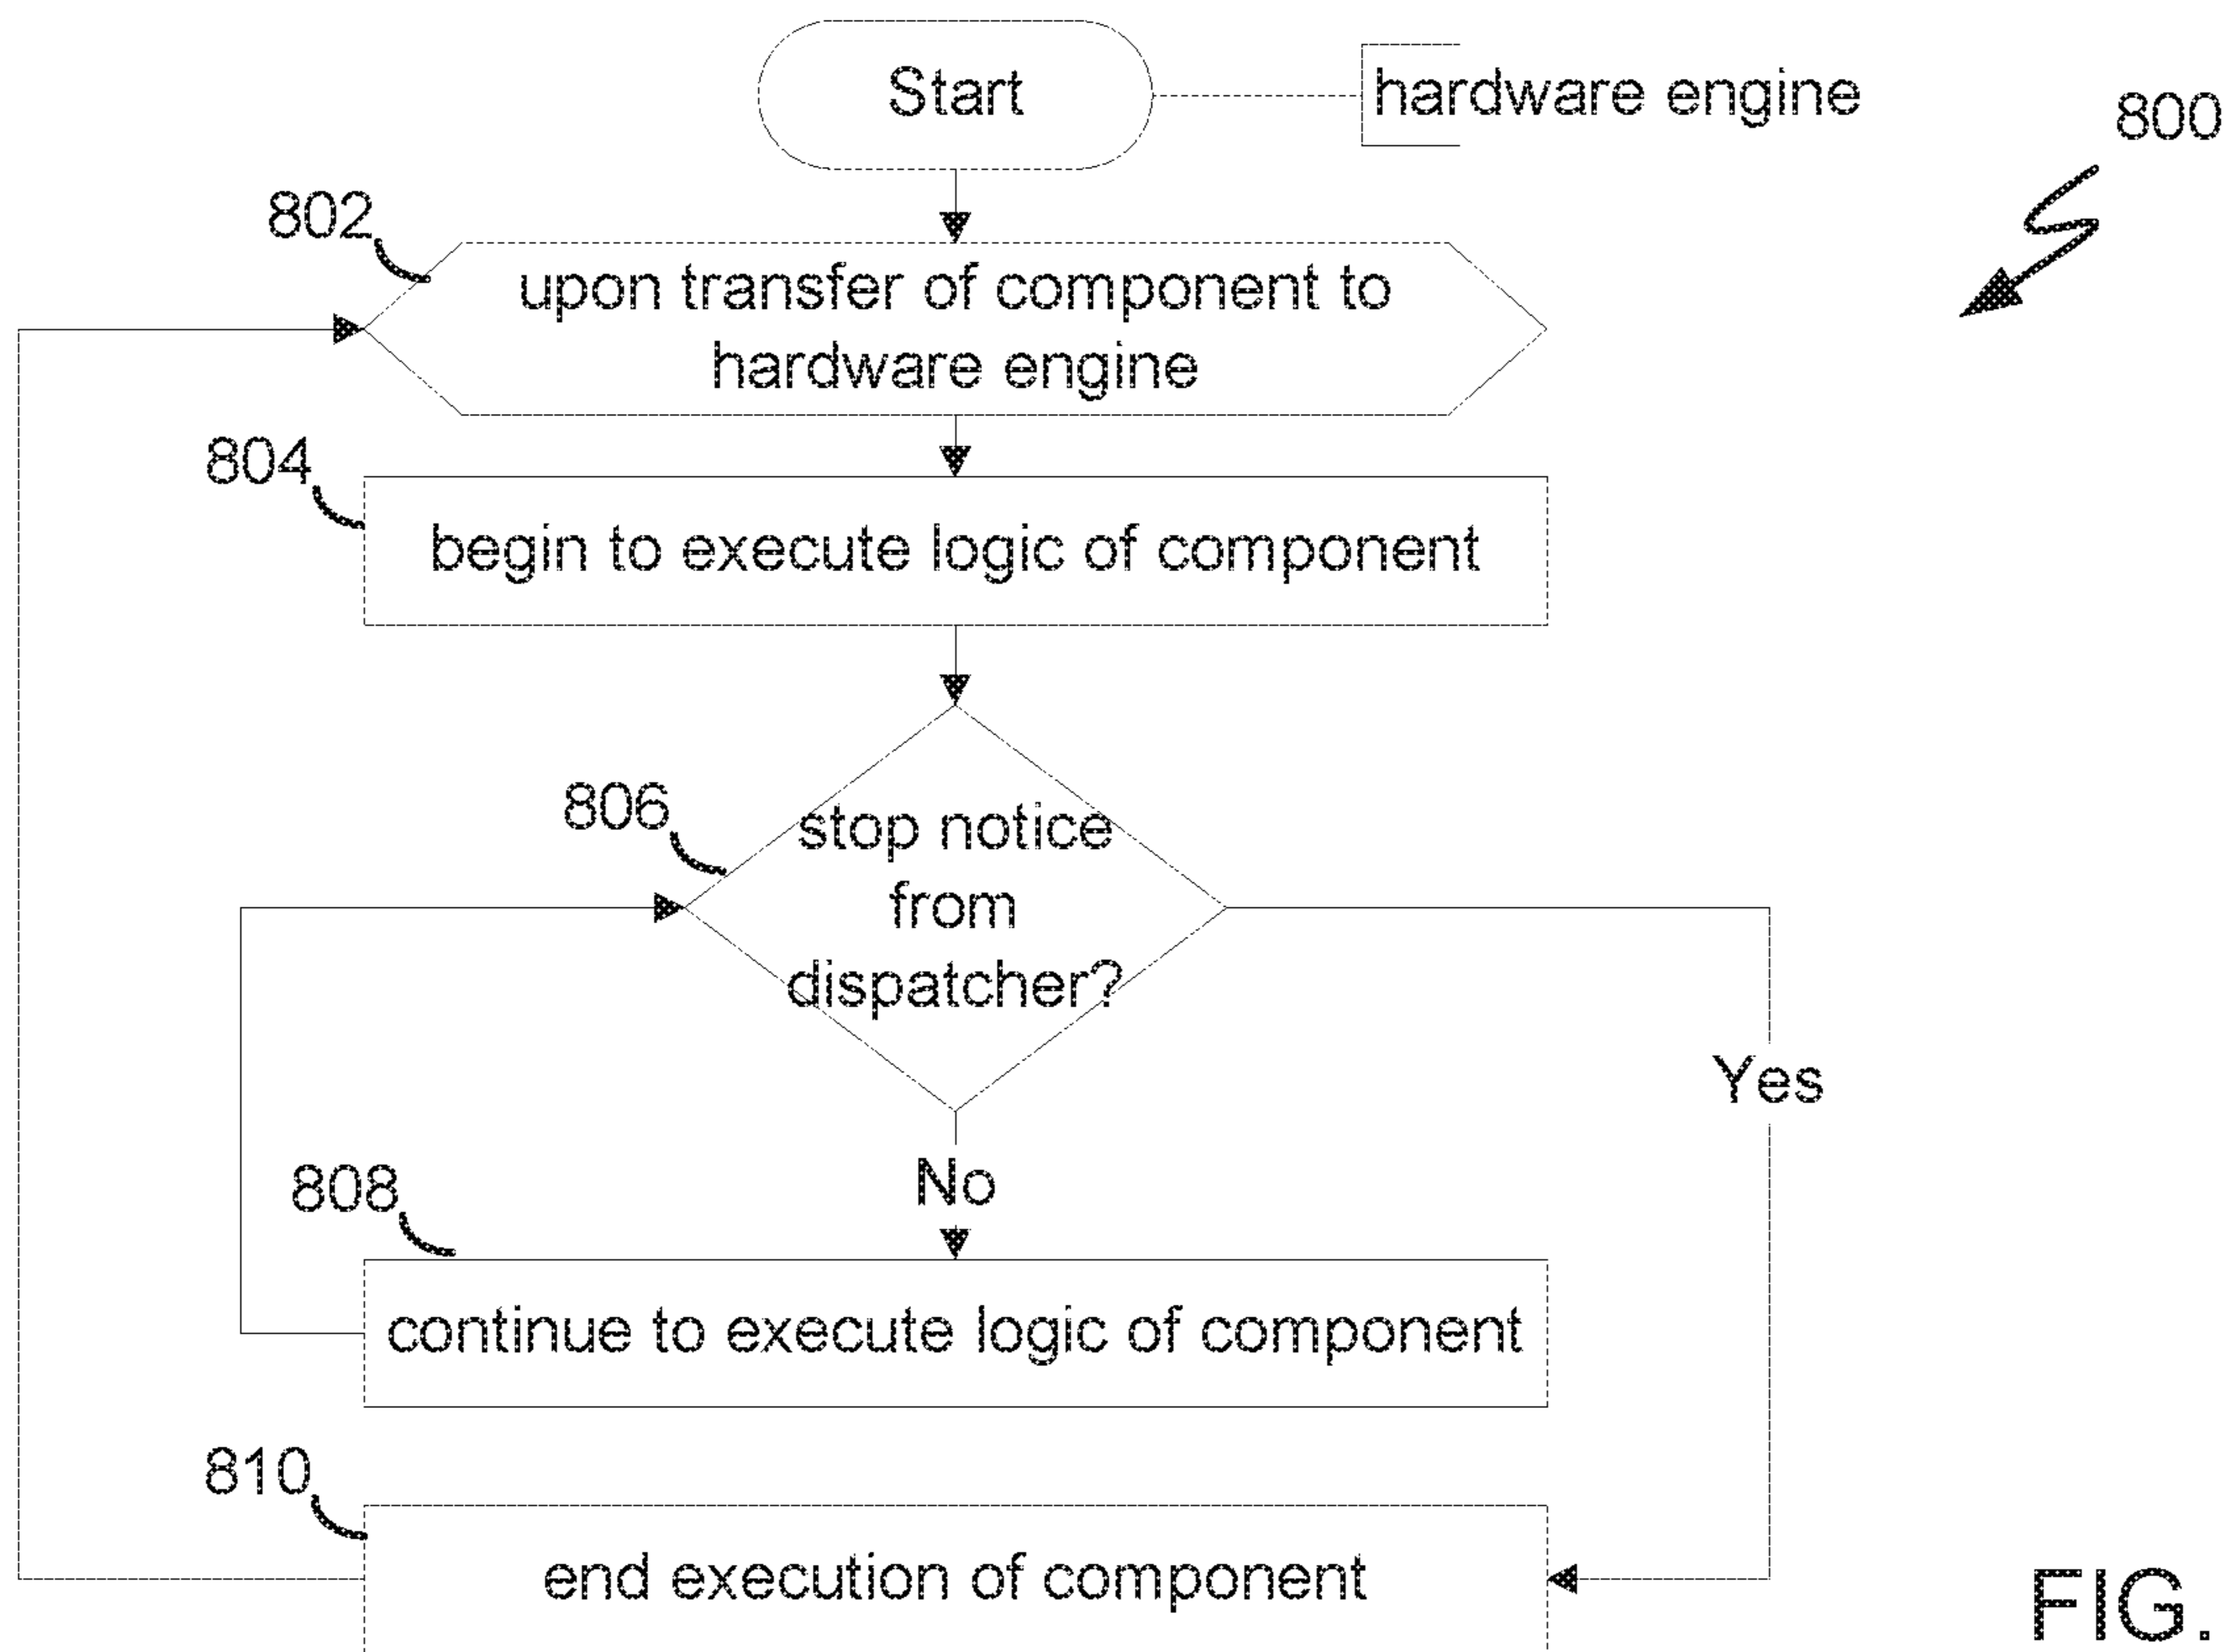 Start
hardware engine
800
802
upon transfer of component to
hardware engine
804
begin to execute logic of component
806
stop notice
from
dispatcher?
Yes
No
808
continue to execute logic of component
810
end execution of component
FIG.